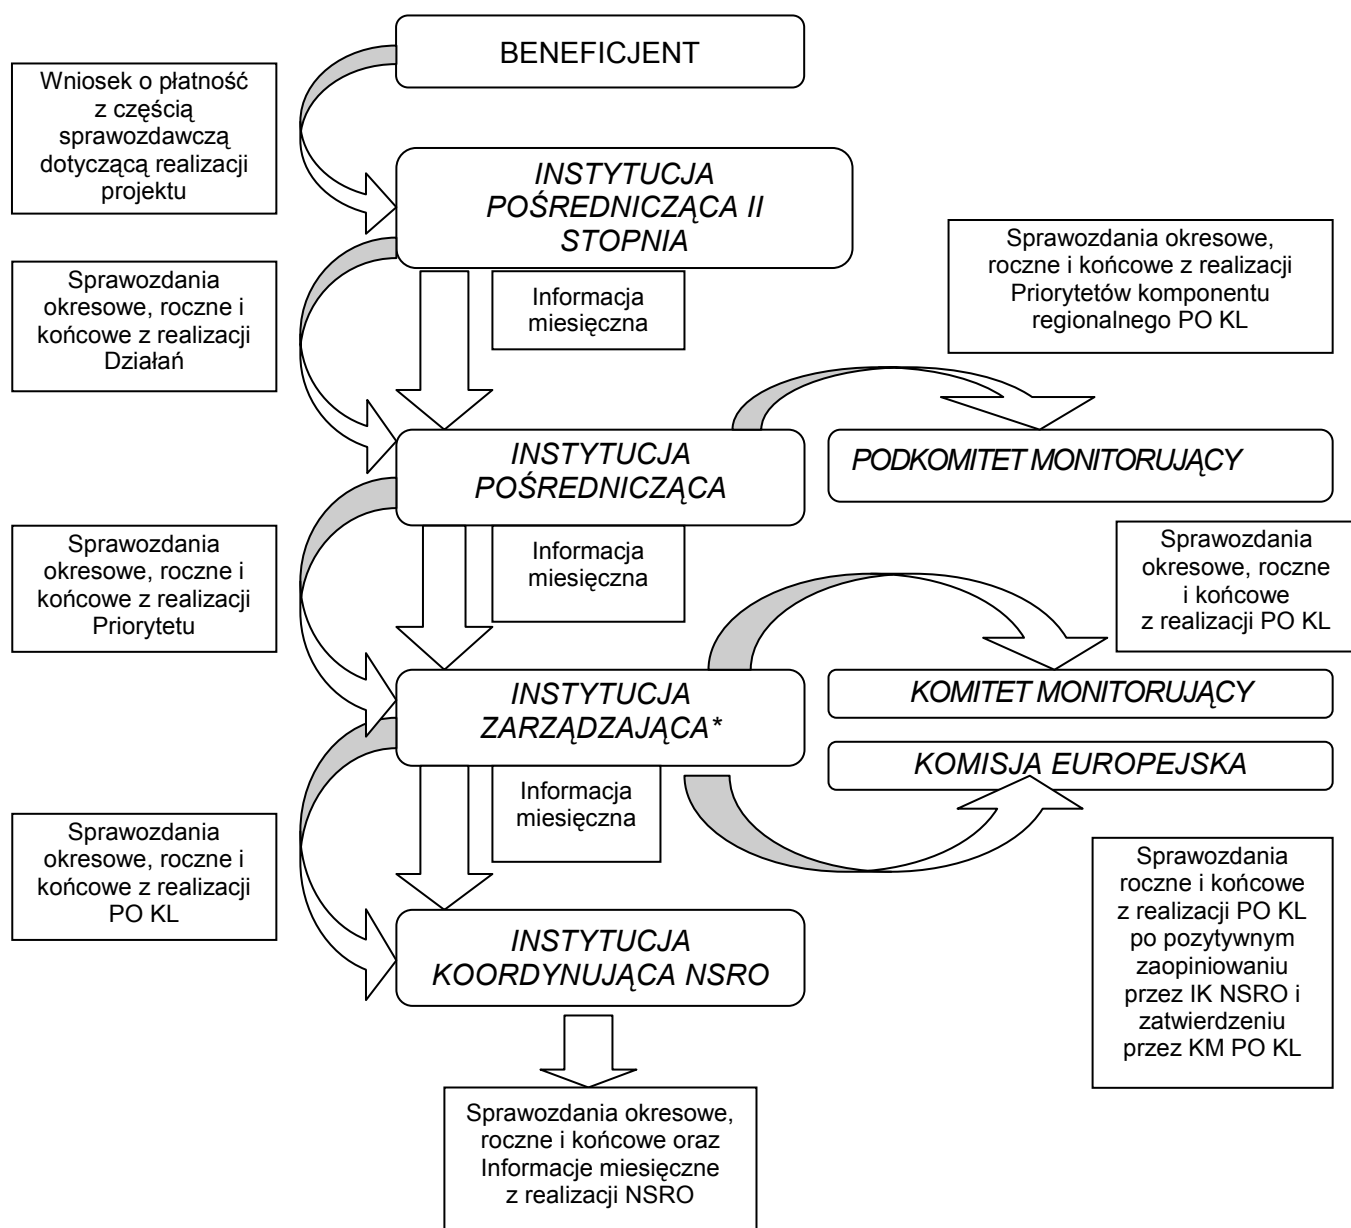 BENEFICJENT
Wniosek o płatność
z częścią
sprawozdawczą
dotyczącą realizacji
projektu
INSTYTUCJA
POŚREDNICZĄCA II
STOPNIA
Sprawozdania okresowe,
roczne i końcowe z realizacji
Priorytetów komponentu
regionalnego PO KL
Sprawozdania
okresowe, roczne i
końcowe z realizacji
Działań
Informacja
miesięczna
INSTYTUCJA
POŚREDNICZĄCA
PODKOMITET MONITORUJĄCY
Sprawozdania
okresowe, roczne i
końcowe z realizacji
Priorytetu
Informacja
miesięczna
Sprawozdania
okresowe, roczne
i końcowe
z realizacji PO KL
INSTYTUCJA
ZARZĄDZAJĄCA*
KOMITET MONITORUJĄCY
KOMISJA EUROPEJSKA
Informacja
miesięczna
Sprawozdania
okresowe, roczne i
końcowe z realizacji
PO KL
Sprawozdania
roczne i końcowe
z realizacji PO KL
po pozytywnym
zaopiniowaniu
przez IK NSRO i
zatwierdzeniu
przez KM PO KL
INSTYTUCJA
KOORDYNUJĄCA NSRO
Sprawozdania okresowe,
roczne i końcowe oraz
Informacje miesięczne
z realizacji NSRO